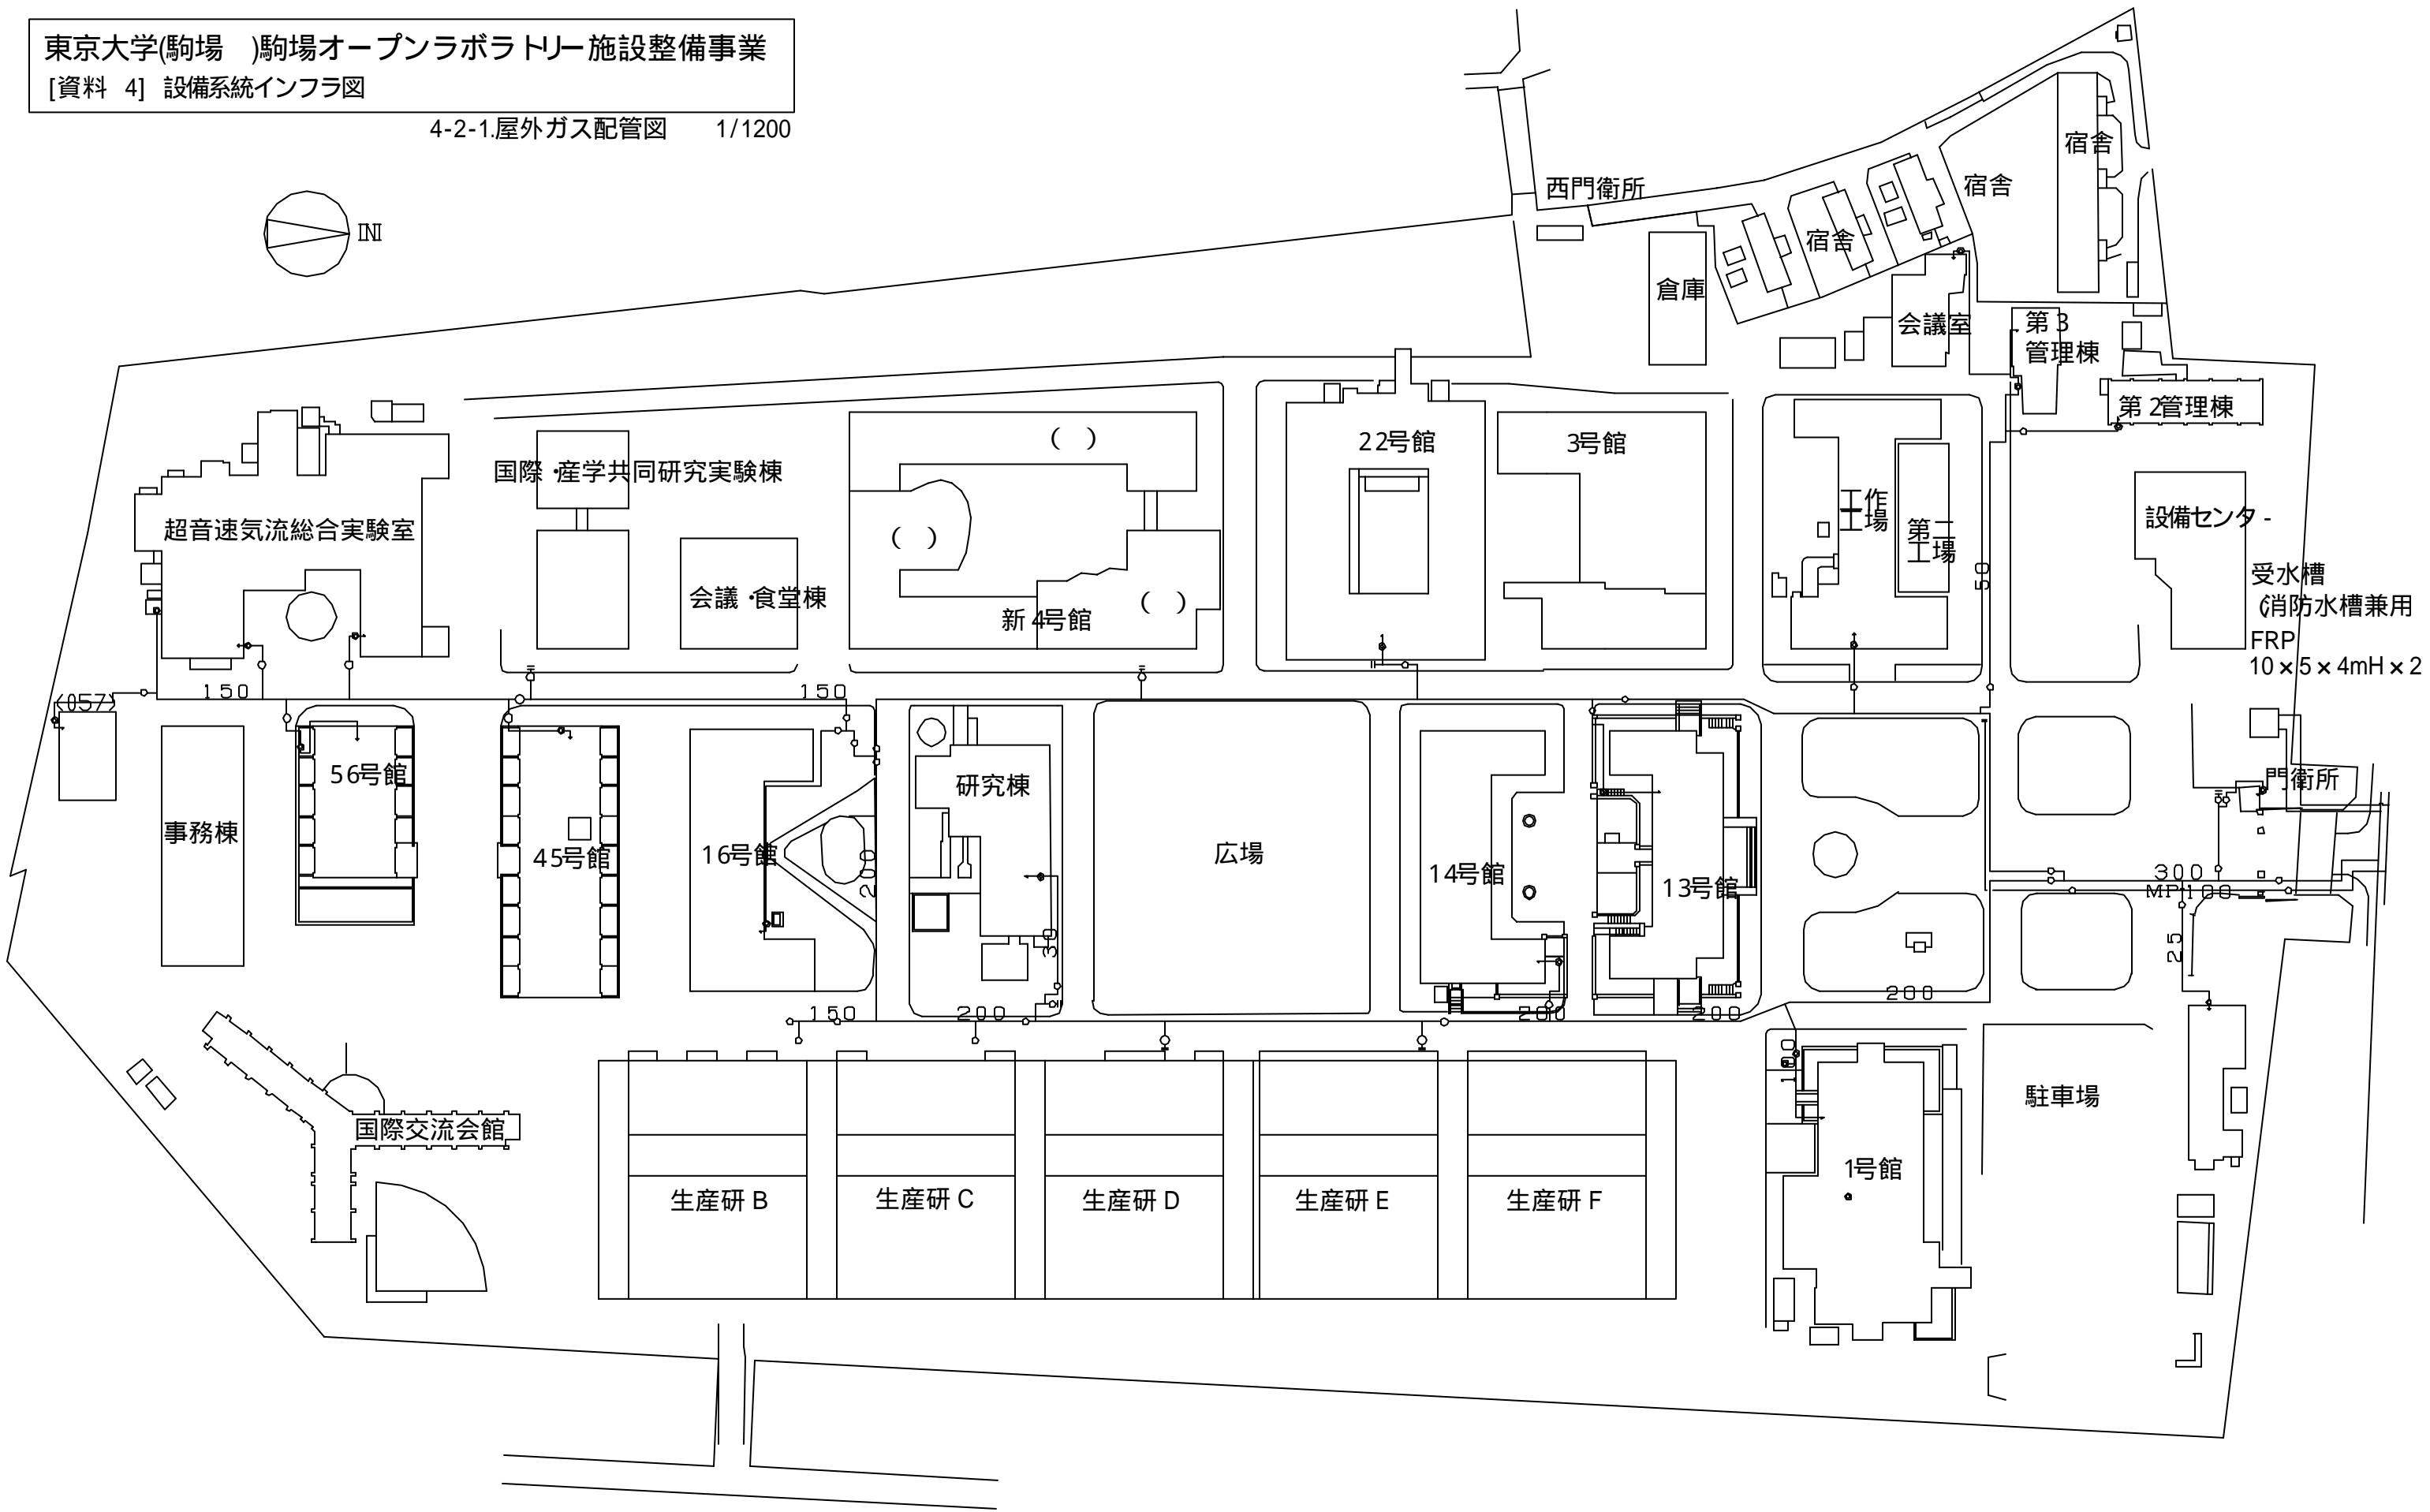 東京大学(駒場　)駒場オープンラボラトリー施設整備事業
[資料　4]　設備系統インフラ図
4-2-1.屋外ガス配管図　1/1200
N
西門衛所
宿舎
宿舎
宿舎
倉庫
会議室
第3
管理棟
第2管理棟
(　)
22号館
3号館
国際・産学共同研究実験棟
超音速気流総合実験室
(　)
工作
工場
第二
工場
設備センタ-
会議・食堂棟
(　)
新4号館
50
受水槽
(消防水槽兼用
FRP
10×5×4mH×2
(057)
150
150
56号館
研究棟
門衛所
事務棟
45号館
16号館
200
広場
14号館
13号館
300
MP100
30
25
200
150
200
200
200
100
駐車場
国際交流会館
1号館
生産研B
生産研C
生産研D
生産研E
生産研F